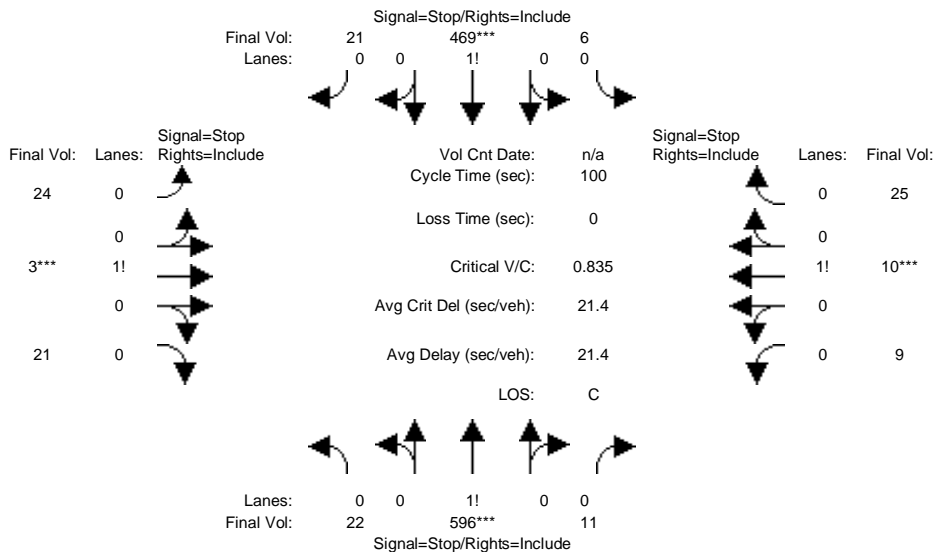 Signal=Stop/Rights=Include
Final Vol: 21 469*** 6
Lanes: 0 0 1! 0 0
Signal=Stop
Final Vol: Lanes: Rights=Include
Vol Cnt Date: n/a
Signal=Stop
Rights=Include Lanes: Final Vol:
Cycle Time (sec): 100
24 0
0 25
Loss Time (sec): 0
0
0
3*** 1!
Critical V/C: 0.835
1! 10***
0
Avg Crit Del (sec/veh): 21.4
0
21 0
Avg Delay (sec/veh): 21.4
0 9
LOS: C
Lanes: 0 0 1! 0 0
Final Vol: 22 596*** 11
Signal=Stop/Rights=Include